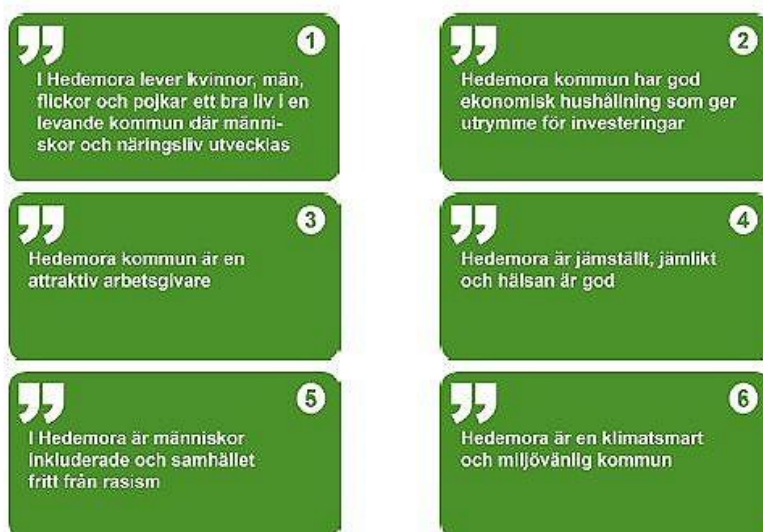 1
I Hedemora lever kvinnor, män,
flickor och pojkar ett bra liv i en
levande kommun där männi-
skor och näringsliv utvecklas
2
Hedemora kommun har god
ekonomisk hushållning som ger
utrymme för investeringar
3
Hedemora kommun är en
attraktiv arbetsgivare
4
Hedemora är jämställt, jämlikt
och hälsan är god
5
I Hedemora är människor
inkluderade och samhället
fritt från rasism
6
Hedemora är en klimatsmart
och miljövänlig kommun